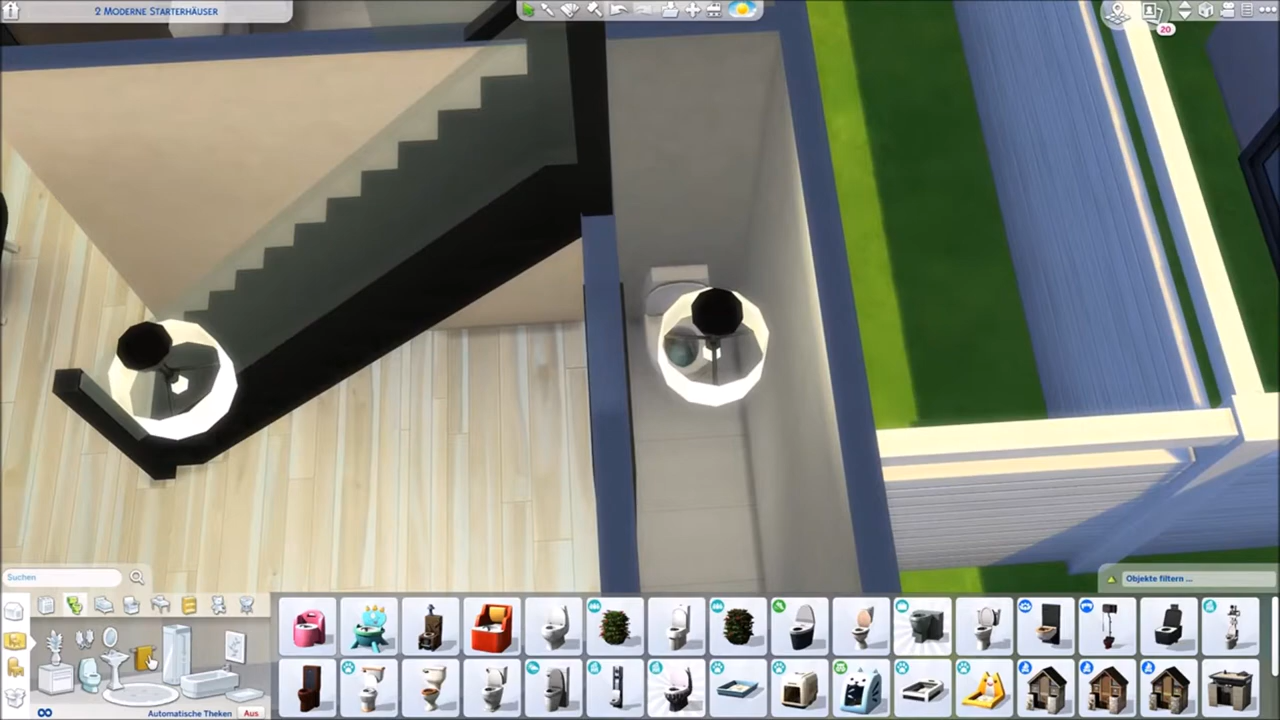 2 Moderne Starterhäuser
20
Suchen
Objekte filtern ...
Automatische Theken Aus